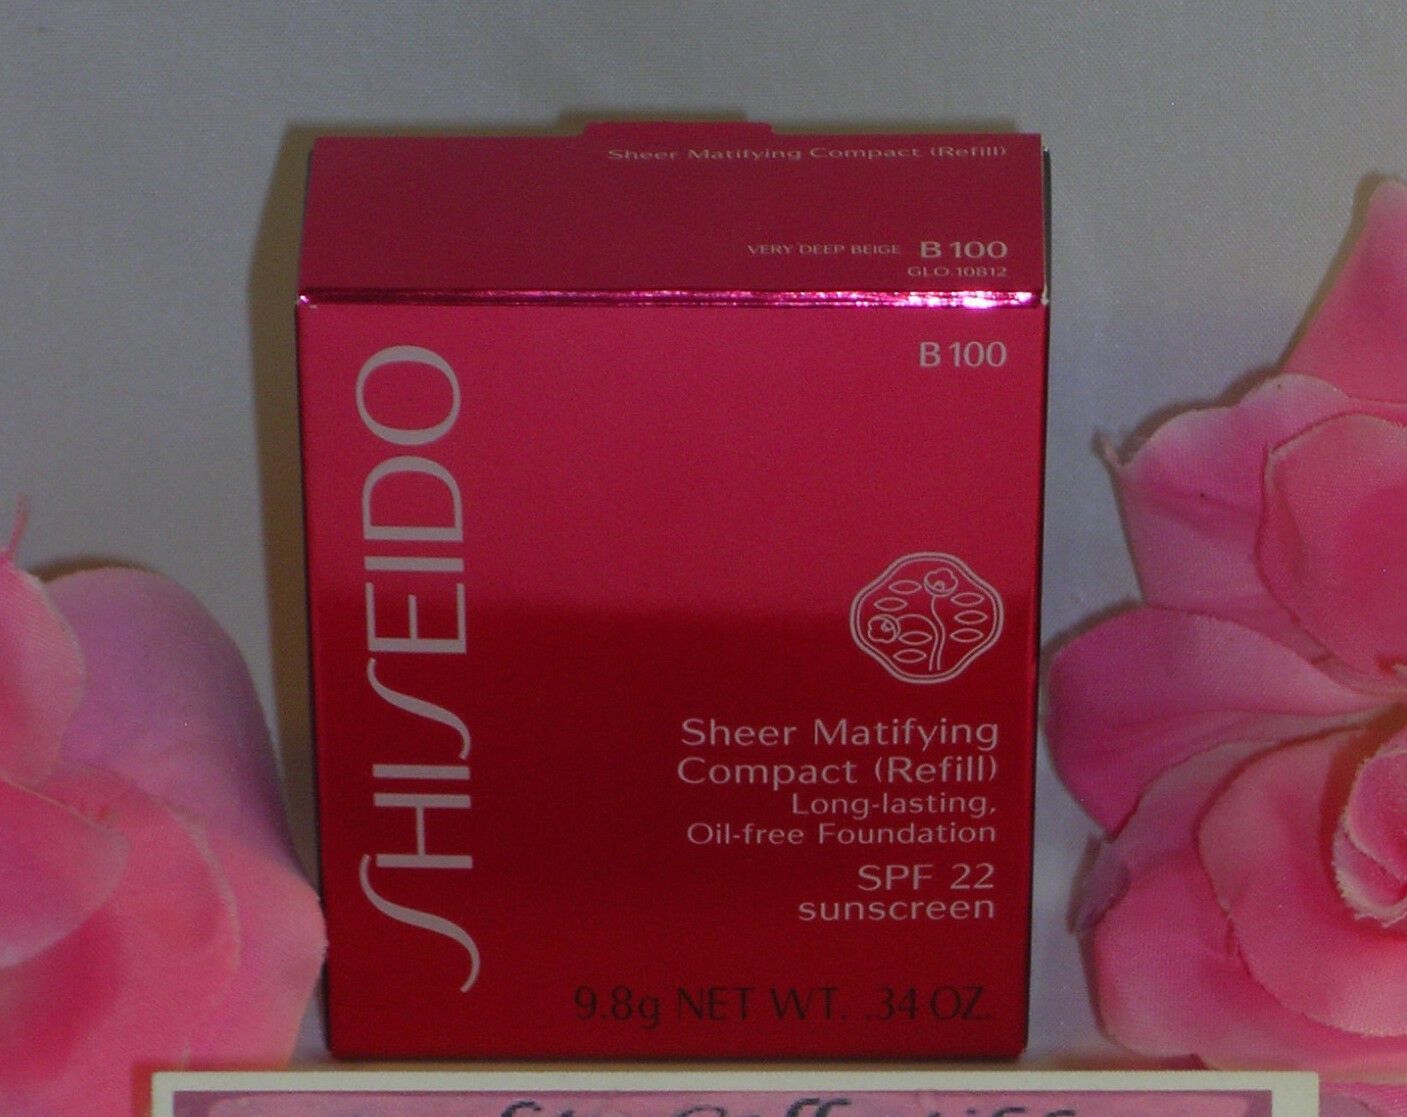 Sheer Matifying Compact (Refill)
VERY DEEP BEIGE B 100
GLO.10812
B 100
SHISEIDO
Sheer Matifying
Compact (Refill)
Long-lasting,
Oil-free Foundation
SPF 22
sunscreen
9.8g NET WT. .34 OZ.